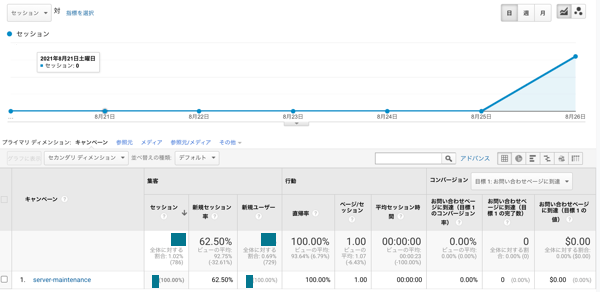 セッション 対 指標を選択 日 週 月
セッション
2021年8月21日土曜日
セッション: 0
... 8月21日 8月22日 8月23日 8月24日 8月25日 8月26日
プライマリ ディメンション: キャンペーン 参照元 メディア 参照元/メディア その他
グラフに表示 セカンダリ ディメンション 並べ替えの種類: デフォルト アドバンス
キャンペーン
集客 行動 コンバージョン 目標 1: お問い合わせページに到達
セッション
新規セッション率
新規ユーザー
直帰率
ページ/セッション
平均セッション時間
お問い合わせページに到達(目標 1 のコンバージョン率)
お問い合わせページに到達(目標 1 の完了数)
お問い合わせページに到達(目標 1 の値)
全体に対する割合: 1.02% (786)
62.50%
ビューの平均: 92.75% (-32.61%)
全体に対する割合: 0.69% (729)
100.00%
ビューの平均: 93.64% (6.79%)
1.00
ビューの平均: 1.07 (-6.43%)
00:00:00
ビューの平均: 00:00:23 (-100.00%)
0.00%
ビューの平均: 0.00% (0.00%)
0
全体に対する割合: 0.00% (0)
$0.00
全体に対する割合: 0.00% ($0.00)
1. server-maintenance (100.00%) 62.50% (100.00%) 100.00% 1.00 00:00:00 0.00% 0 (0.00%) $0.00 (0.00%)